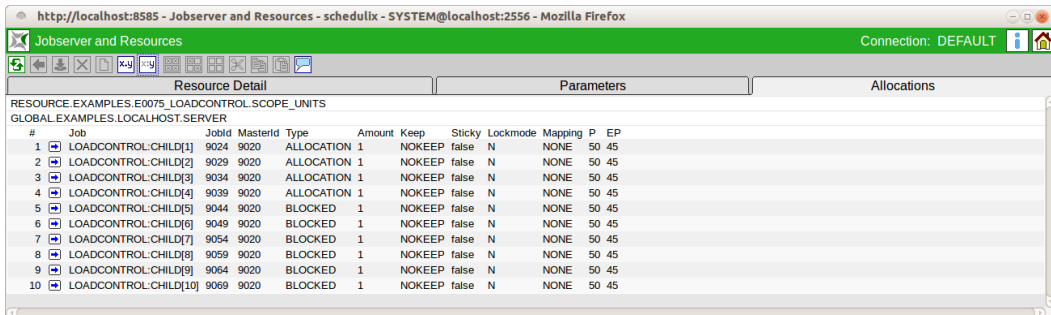 http://localhost:8585 - Jobserver and Resources - schedulix - SYSTEM@localhost:2556 - Mozilla Firefox
Jobserver and Resources Connection: DEFAULT
x.y x:y
Resource Detail Parameters Allocations
RESOURCE.EXAMPLES.E0075_LOADCONTROL.SCOPE_UNITS
GLOBAL.EXAMPLES.LOCALHOST.SERVER
# Job JobId MasterId Type Amount Keep Sticky Lockmode Mapping P EP
1 LOADCONTROL:CHILD[1] 9024 9020 ALLOCATION 1 NOKEEP false N NONE 50 45
2 LOADCONTROL:CHILD[2] 9029 9020 ALLOCATION 1 NOKEEP false N NONE 50 45
3 LOADCONTROL:CHILD[3] 9034 9020 ALLOCATION 1 NOKEEP false N NONE 50 45
4 LOADCONTROL:CHILD[4] 9039 9020 ALLOCATION 1 NOKEEP false N NONE 50 45
5 LOADCONTROL:CHILD[5] 9044 9020 BLOCKED 1 NOKEEP false N NONE 50 45
6 LOADCONTROL:CHILD[6] 9049 9020 BLOCKED 1 NOKEEP false N NONE 50 45
7 LOADCONTROL:CHILD[7] 9054 9020 BLOCKED 1 NOKEEP false N NONE 50 45
8 LOADCONTROL:CHILD[8] 9059 9020 BLOCKED 1 NOKEEP false N NONE 50 45
9 LOADCONTROL:CHILD[9] 9064 9020 BLOCKED 1 NOKEEP false N NONE 50 45
10 LOADCONTROL:CHILD[10] 9069 9020 BLOCKED 1 NOKEEP false N NONE 50 45